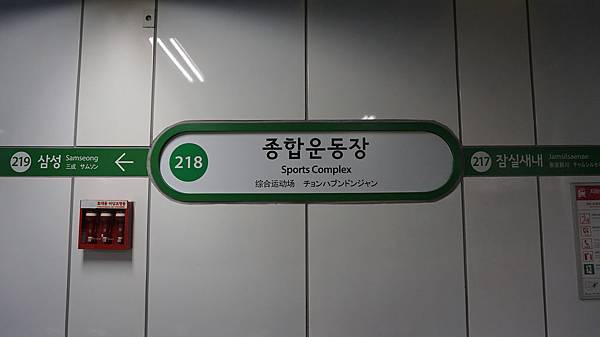 219 삼성 Samseong
三成 サムソン
218 종합운동장
Sports Complex
综合运动场 チョンハプンドンジャン
217 잠실새내 Jamsilsaenae